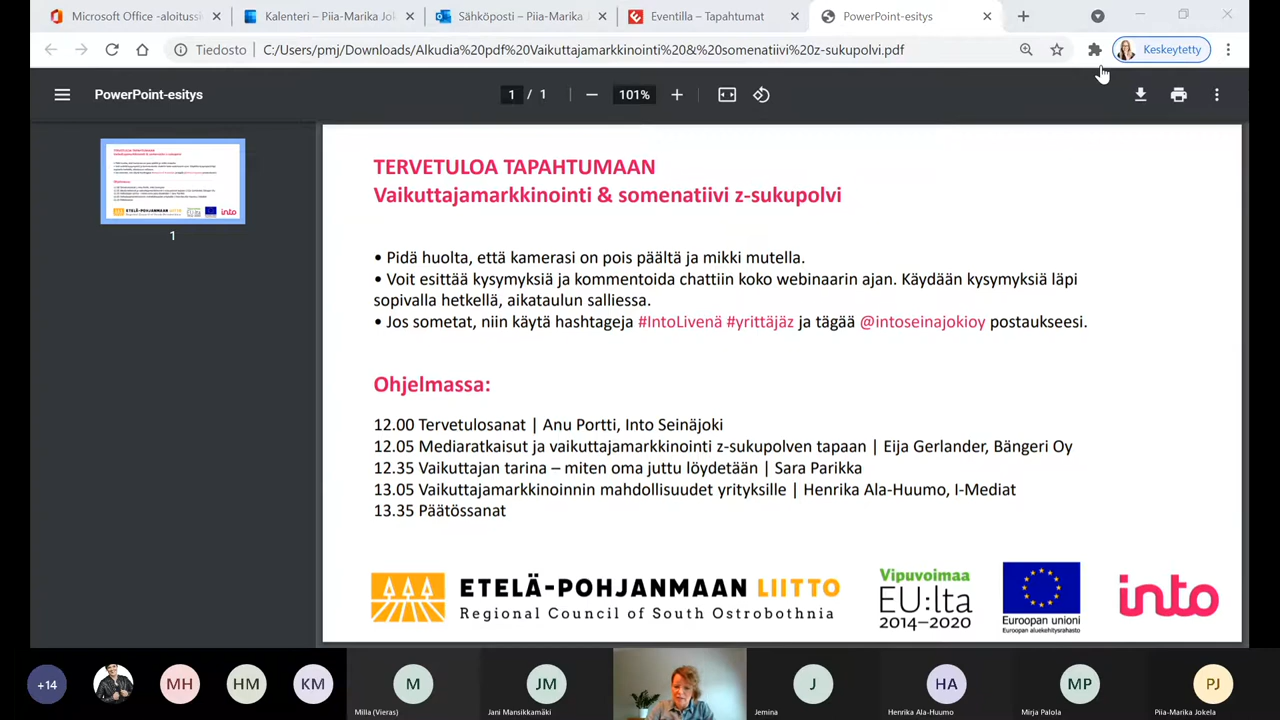 Microsoft Office -aloitussi
Kalenteri – Piia-Marika Jok
Sähköposti – Piia-Marika J
Eventilla – Tapahtumat
PowerPoint-esitys
Tiedosto
C:/Users/pmj/Downloads/Alkudia%20pdf%20Vaikuttajamarkkinointi%20&%20somenatiivi%20z-sukupolvi.pdf
Keskeytetty
PowerPoint-esitys
1 / 1
101%
1
TERVETULOA TAPAHTUMAAN
Vaikuttajamarkkinointi & somenatiivi z-sukupolvi
• Pidä huolta, että kamerasi on pois päältä ja mikki mutella.
• Voit esittää kysymyksiä ja kommentoida chattiin koko webinaarin ajan. Käydään kysymyksiä läpi
sopivalla hetkellä, aikataulun salliessa.
• Jos sometat, niin käytä hashtageja #IntoLivenä #yrittäjäz ja tägää @intoseinajokioy postaukseesi.
Ohjelmassa:
12.00 Tervetulosanat | Anu Portti, Into Seinäjoki
12.05 Mediaratkaisut ja vaikuttajamarkkinointi z-sukupolven tapaan | Eija Gerlander, Bängeri Oy
12.35 Vaikuttajan tarina – miten oma juttu löydetään | Sara Parikka
13.05 Vaikuttajamarkkinoinnin mahdollisuudet yrityksille | Henrika Ala-Huumo, I-Mediat
13.35 Päätössanat
ETELÄ-POHJANMAAN LIITTO
Regional Council of South Ostrobothnia
Vipuvoimaa
EU:lta
2014–2020
Euroopan unioni
Euroopan aluekehitysrahasto
into
+14
MH
HM
KM
M
JM
J
HA
MP
PJ
Milla (Vieras)
Jani Mansikkamäki
Jemina
Henrika Ala-Huumo
Mirja Palola
Piia-Marika Jokela